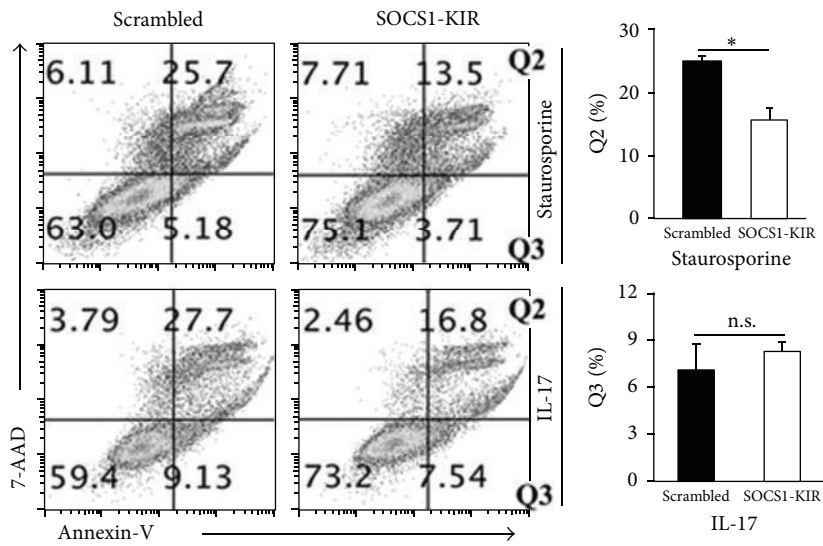 Scrambled
SOCS1-KIR
6.11 25.7
7.71 13.5 Q2
63.0 5.18
75.1 3.71
Q3
Staurosporine
3.79 27.7
2.46 16.8 Q2
59.4 9.13
73.2 7.54
Q3
IL-17
7-AAD
Annexin-V
30
20
10
0
Q2 (%)
*
Scrambled SOCS1-KIR
Staurosporine
12
9
6
3
0
Q3 (%)
n.s.
Scrambled SOCS1-KIR
IL-17